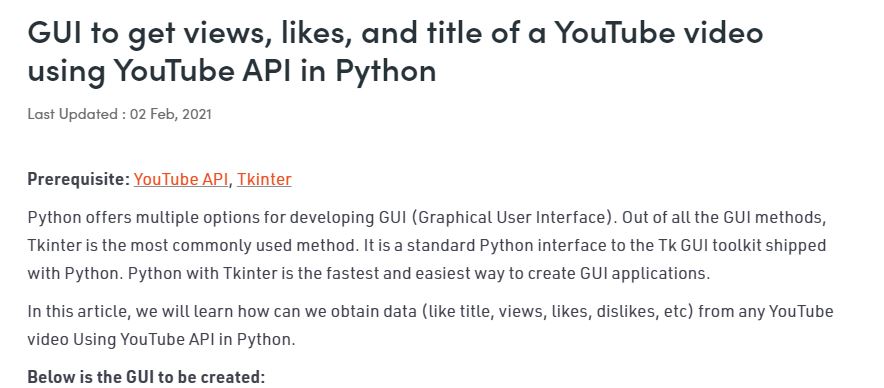 GUI to get views, likes, and title of a YouTube video
using YouTube API in Python
Last Updated : 02 Feb, 2021
Prerequisite: YouTube API, Tkinter
Python offers multiple options for developing GUI (Graphical User Interface). Out of all the GUI methods,
Tkinter is the most commonly used method. It is a standard Python interface to the Tk GUI toolkit shipped
with Python. Python with Tkinter is the fastest and easiest way to create GUI applications.
In this article, we will learn how can we obtain data (like title, views, likes, dislikes, etc) from any YouTube
video Using YouTube API in Python.
Below is the GUI to be created: